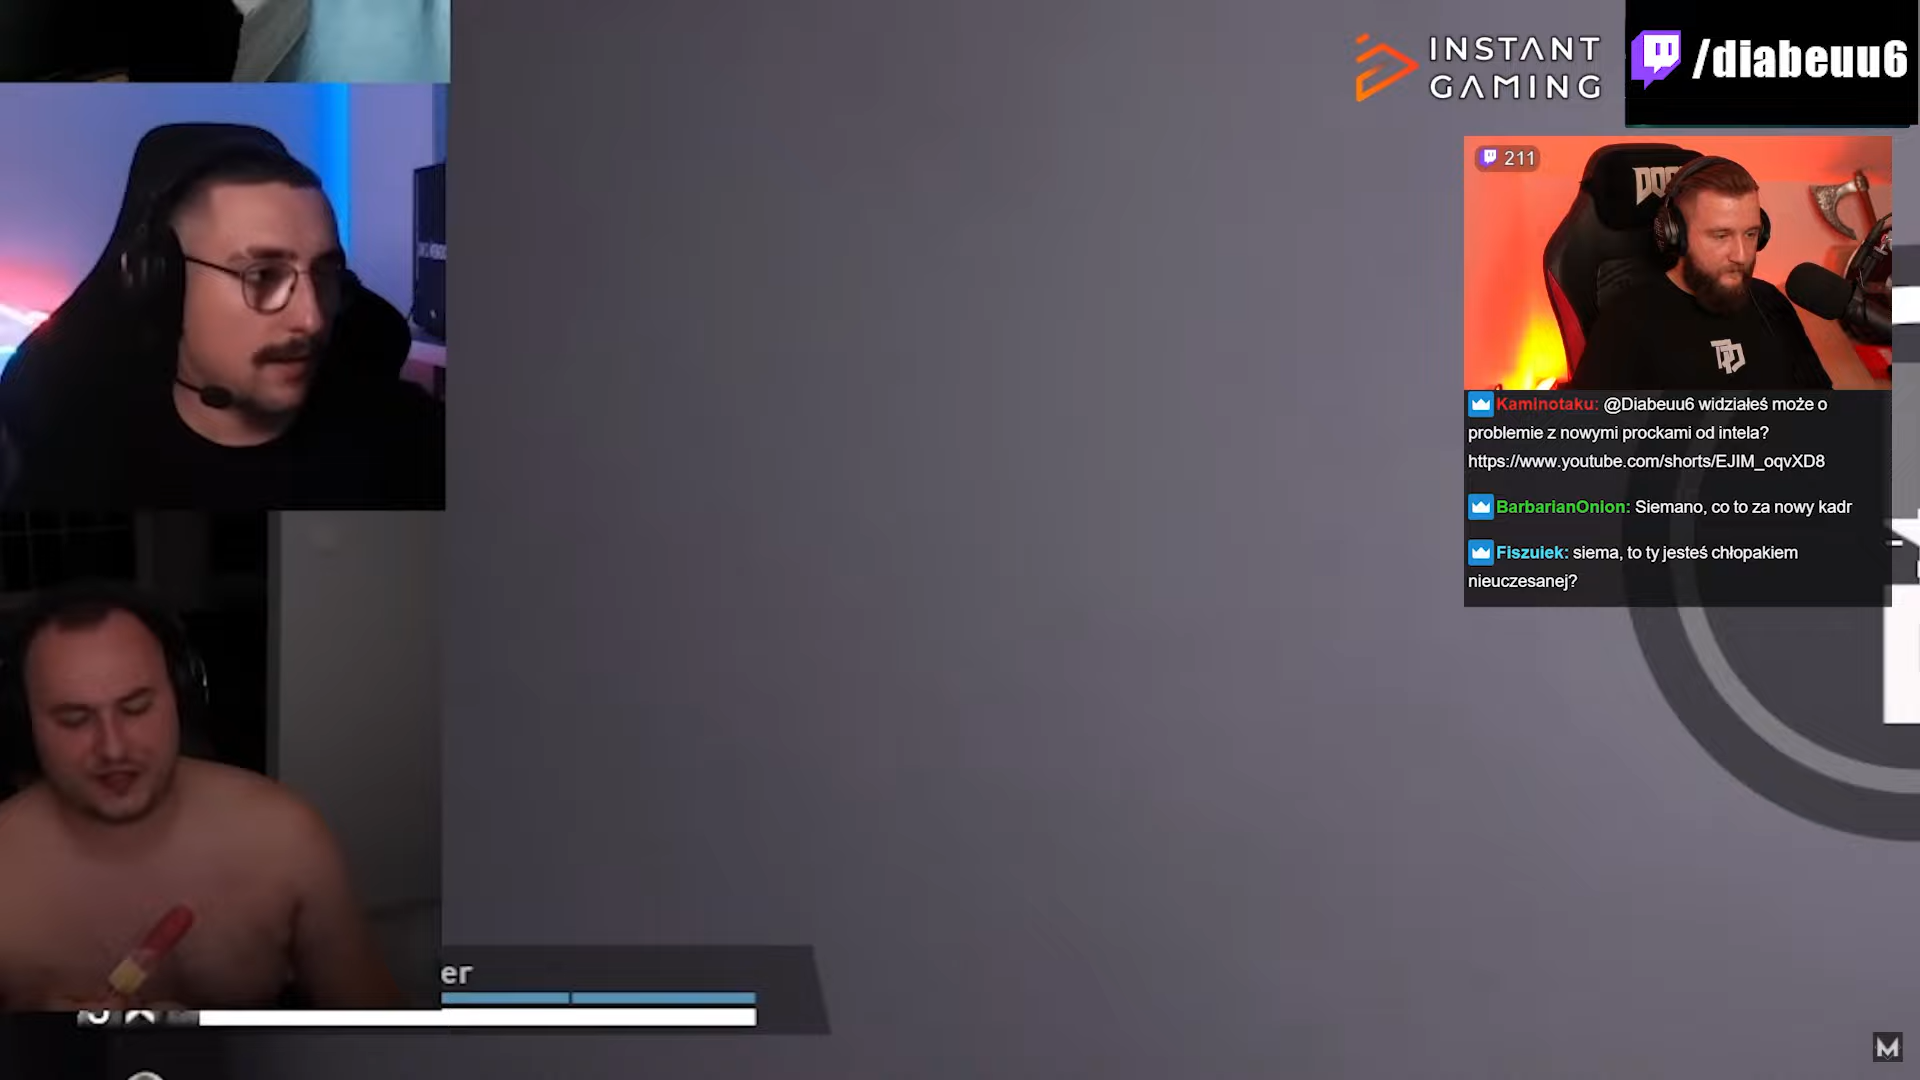 INSTANT
GAMING
/diabeuu6
211
Kaminotaku: @Diabeuu6 widziałeś może o
problemie z nowymi prockami od intela?
https://www.youtube.com/shorts/EJIM_oqvXD8
BarbarianOnion: Siemano, co to za nowy kadr
Fiszuiek: siema, to ty jesteś chłopakiem
nieuczesanej?
er
M